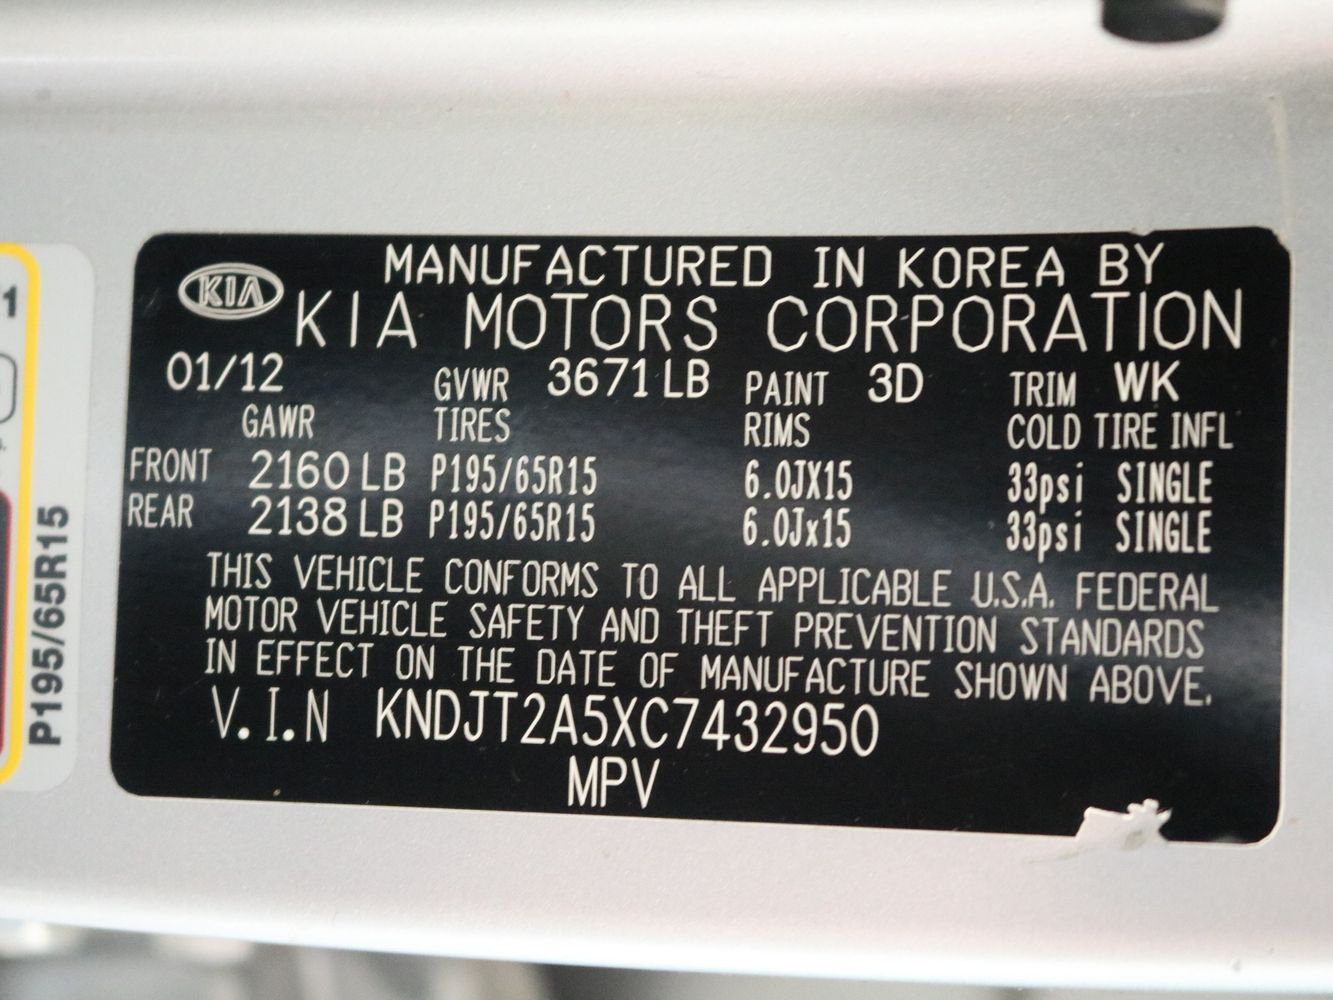 MANUFACTURED IN KOREA BY
KIA
KIA MOTORS CORPORATION
01/12 GVWR 3671 LB PAINT 3D TRIM WK
GAWR TIRES RIMS COLD TIRE INFL
FRONT 2160 LB P195/65R15 6.0JX15 33psi SINGLE
REAR 2138 LB P195/65R15 6.0Jx15 33psi SINGLE
THIS VEHICLE CONFORMS TO ALL APPLICABLE U.S.A. FEDERAL
MOTOR VEHICLE SAFETY AND THEFT PREVENTION STANDARDS
IN EFFECT ON THE DATE OF MANUFACTURE SHOWN ABOVE.
V.I.N KNDJT2A5XC7432950
MPV
P195/65R15
1